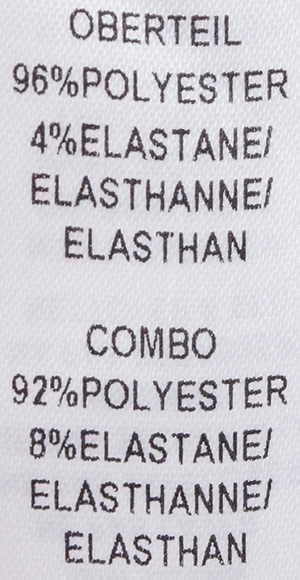 OBERTEIL
96%POLYESTER
4%ELASTANE/
ELASTHANNE/
ELASTHAN
COMBO
92%POLYESTER
8%ELASTANE/
ELASTHANNE/
ELASTHAN